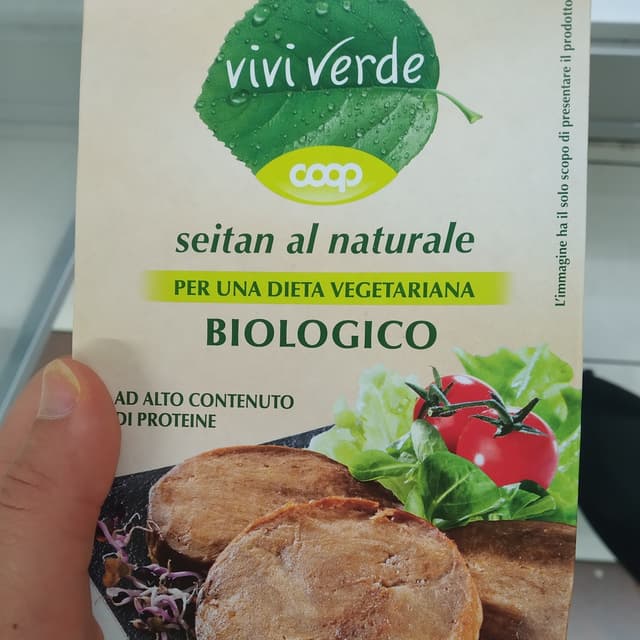 vivi verde
coop
seitan al naturale
PER UNA DIETA VEGETARIANA
BIOLOGICO
AD ALTO CONTENUTO
DI PROTEINE
L'immagine ha il solo scopo di presentare il prodotto